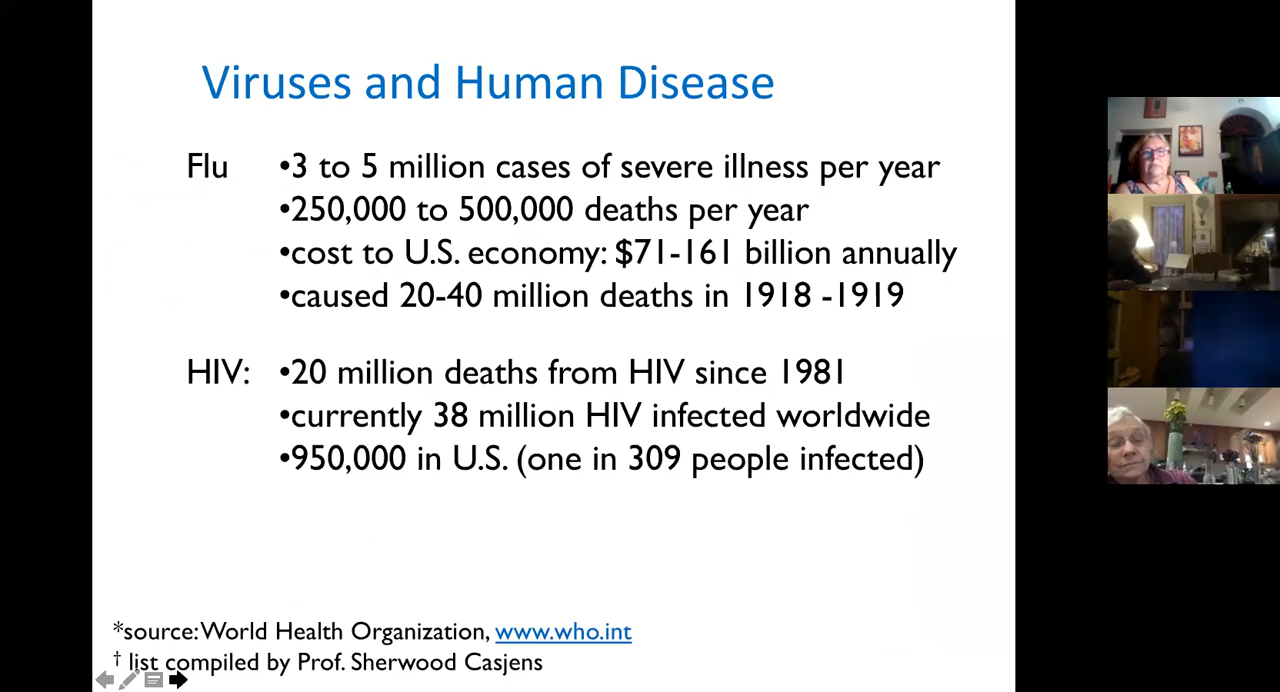 Viruses and Human Disease
Flu •3 to 5 million cases of severe illness per year
•250,000 to 500,000 deaths per year
•cost to U.S. economy: $71-161 billion annually
•caused 20-40 million deaths in 1918 -1919
HIV: •20 million deaths from HIV since 1981
•currently 38 million HIV infected worldwide
•950,000 in U.S. (one in 309 people infected)
*source: World Health Organization, www.who.int
† list compiled by Prof. Sherwood Casjens